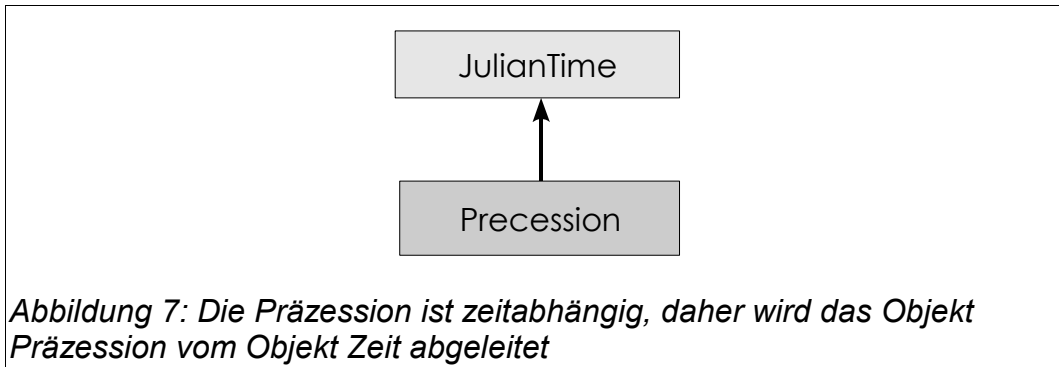 JulianTime
Precession
Abbildung 7: Die Präzession ist zeitabhängig, daher wird das Objekt
Präzession vom Objekt Zeit abgeleitet